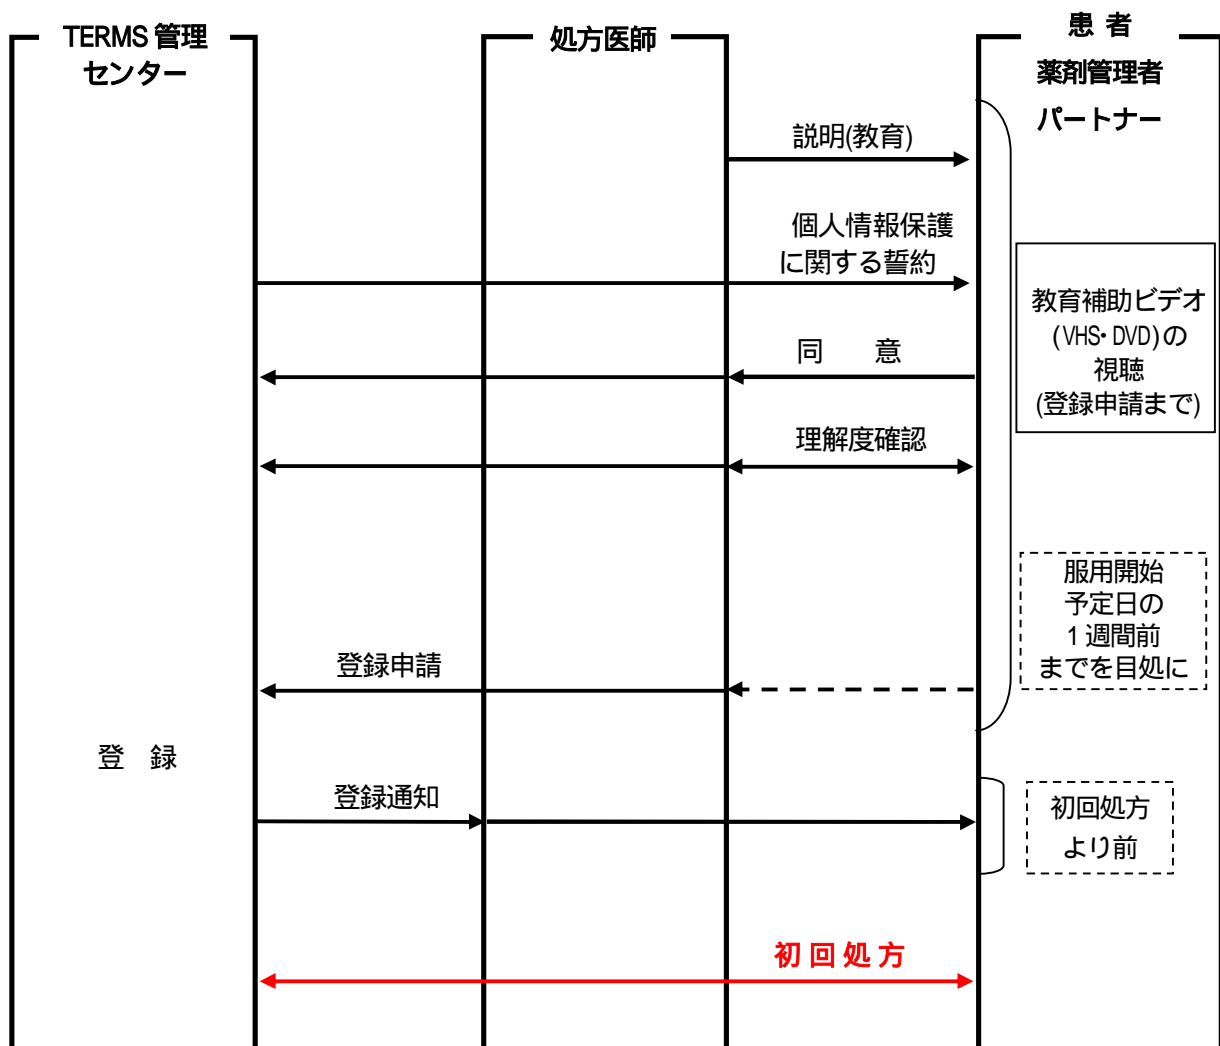 TERMS 管理
センター
処方医師
患 者
薬剤管理者
パートナー
説明(教育)
個人情報保護
に関する誓約
教育補助ビデオ
(VHS・DVD)の
視聴
(登録申請まで)
同 意
理解度確認
服用開始
予定日の
1 週間前
までを目処に
登録申請
登 録
登録通知
初回処方
より前
初 回 処 方